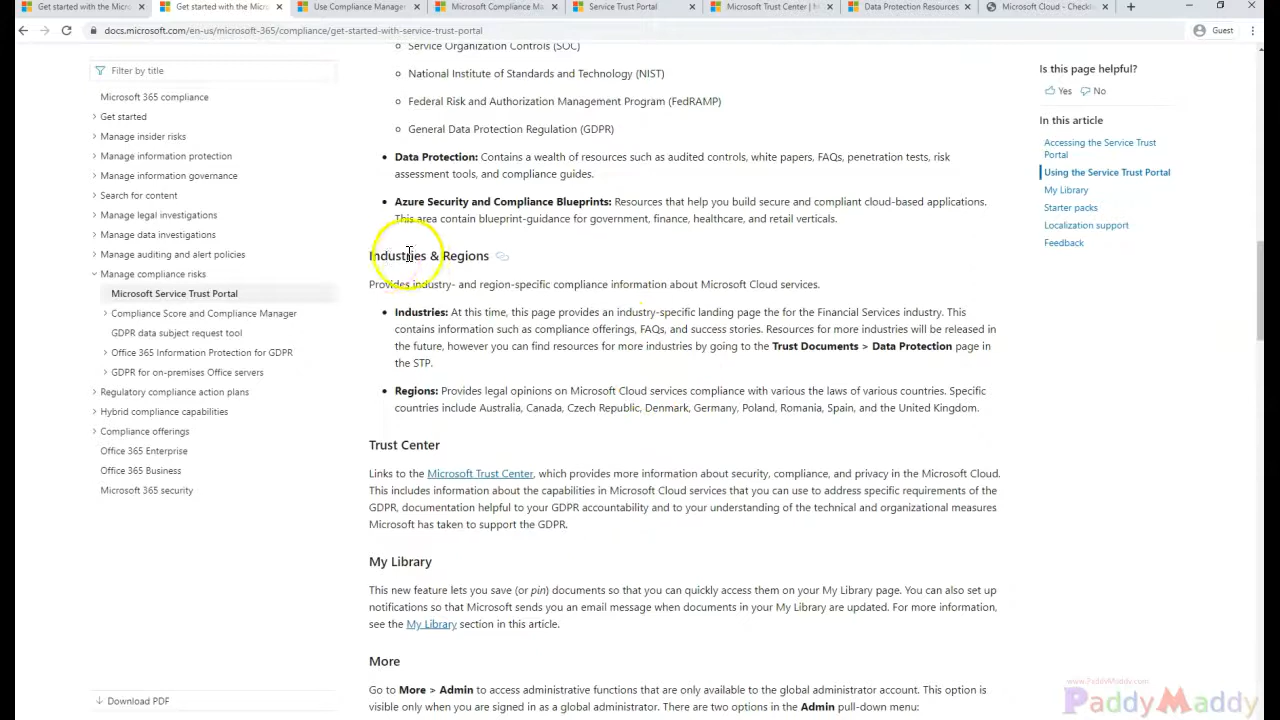 Get started with the Micros
Get started with the Micros
Use Compliance Manager
Microsoft Compliance Ma
Service Trust Portal
Microsoft Trust Center | M
Data Protection Resources
Microsoft Cloud - Checkli
docs.microsoft.com/en-us/microsoft-365/compliance/get-started-with-service-trust-portal
Guest
Filter by title
Microsoft 365 compliance
Get started
Manage insider risks
Manage information protection
Manage information governance
Search for content
Manage legal investigations
Manage data investigations
Manage auditing and alert policies
Manage compliance risks
Microsoft Service Trust Portal
Compliance Score and Compliance Manager
GDPR data subject request tool
Office 365 Information Protection for GDPR
GDPR for on-premises Office servers
Regulatory compliance action plans
Hybrid compliance capabilities
Compliance offerings
Office 365 Enterprise
Office 365 Business
Microsoft 365 security
Download PDF
Service Organization Controls (SOC)
National Institute of Standards and Technology (NIST)
Federal Risk and Authorization Management Program (FedRAMP)
General Data Protection Regulation (GDPR)
Data Protection: Contains a wealth of resources such as audited controls, white papers, FAQs, penetration tests, risk
assessment tools, and compliance guides.
Azure Security and Compliance Blueprints: Resources that help you build secure and compliant cloud-based applications.
This area contain blueprint-guidance for government, finance, healthcare, and retail verticals.
Industries & Regions
Provides industry- and region-specific compliance information about Microsoft Cloud services.
Industries: At this time, this page provides an industry-specific landing page the for the Financial Services industry. This
contains information such as compliance offerings, FAQs, and success stories. Resources for more industries will be released in
the future, however you can find resources for more industries by going to the Trust Documents > Data Protection page in
the STP.
Regions: Provides legal opinions on Microsoft Cloud services compliance with various the laws of various countries. Specific
countries include Australia, Canada, Czech Republic, Denmark, Germany, Poland, Romania, Spain, and the United Kingdom.
Trust Center
Links to the Microsoft Trust Center, which provides more information about security, compliance, and privacy in the Microsoft Cloud.
This includes information about the capabilities in Microsoft Cloud services that you can use to address specific requirements of the
GDPR, documentation helpful to your GDPR accountability and to your understanding of the technical and organizational measures
Microsoft has taken to support the GDPR.
My Library
This new feature lets you save (or pin) documents so that you can quickly access them on your My Library page. You can also set up
notifications so that Microsoft sends you an email message when documents in your My Library are updated. For more information,
see the My Library section in this article.
More
Go to More > Admin to access administrative functions that are only available to the global administrator account. This option is
visible only when you are signed in as a global administrator. There are two options in the Admin pull-down menu:
Is this page helpful?
Yes No
In this article
Accessing the Service Trust
Portal
Using the Service Trust Portal
My Library
Starter packs
Localization support
Feedback
www.PaddyMaddy.com
PaddyMaddy